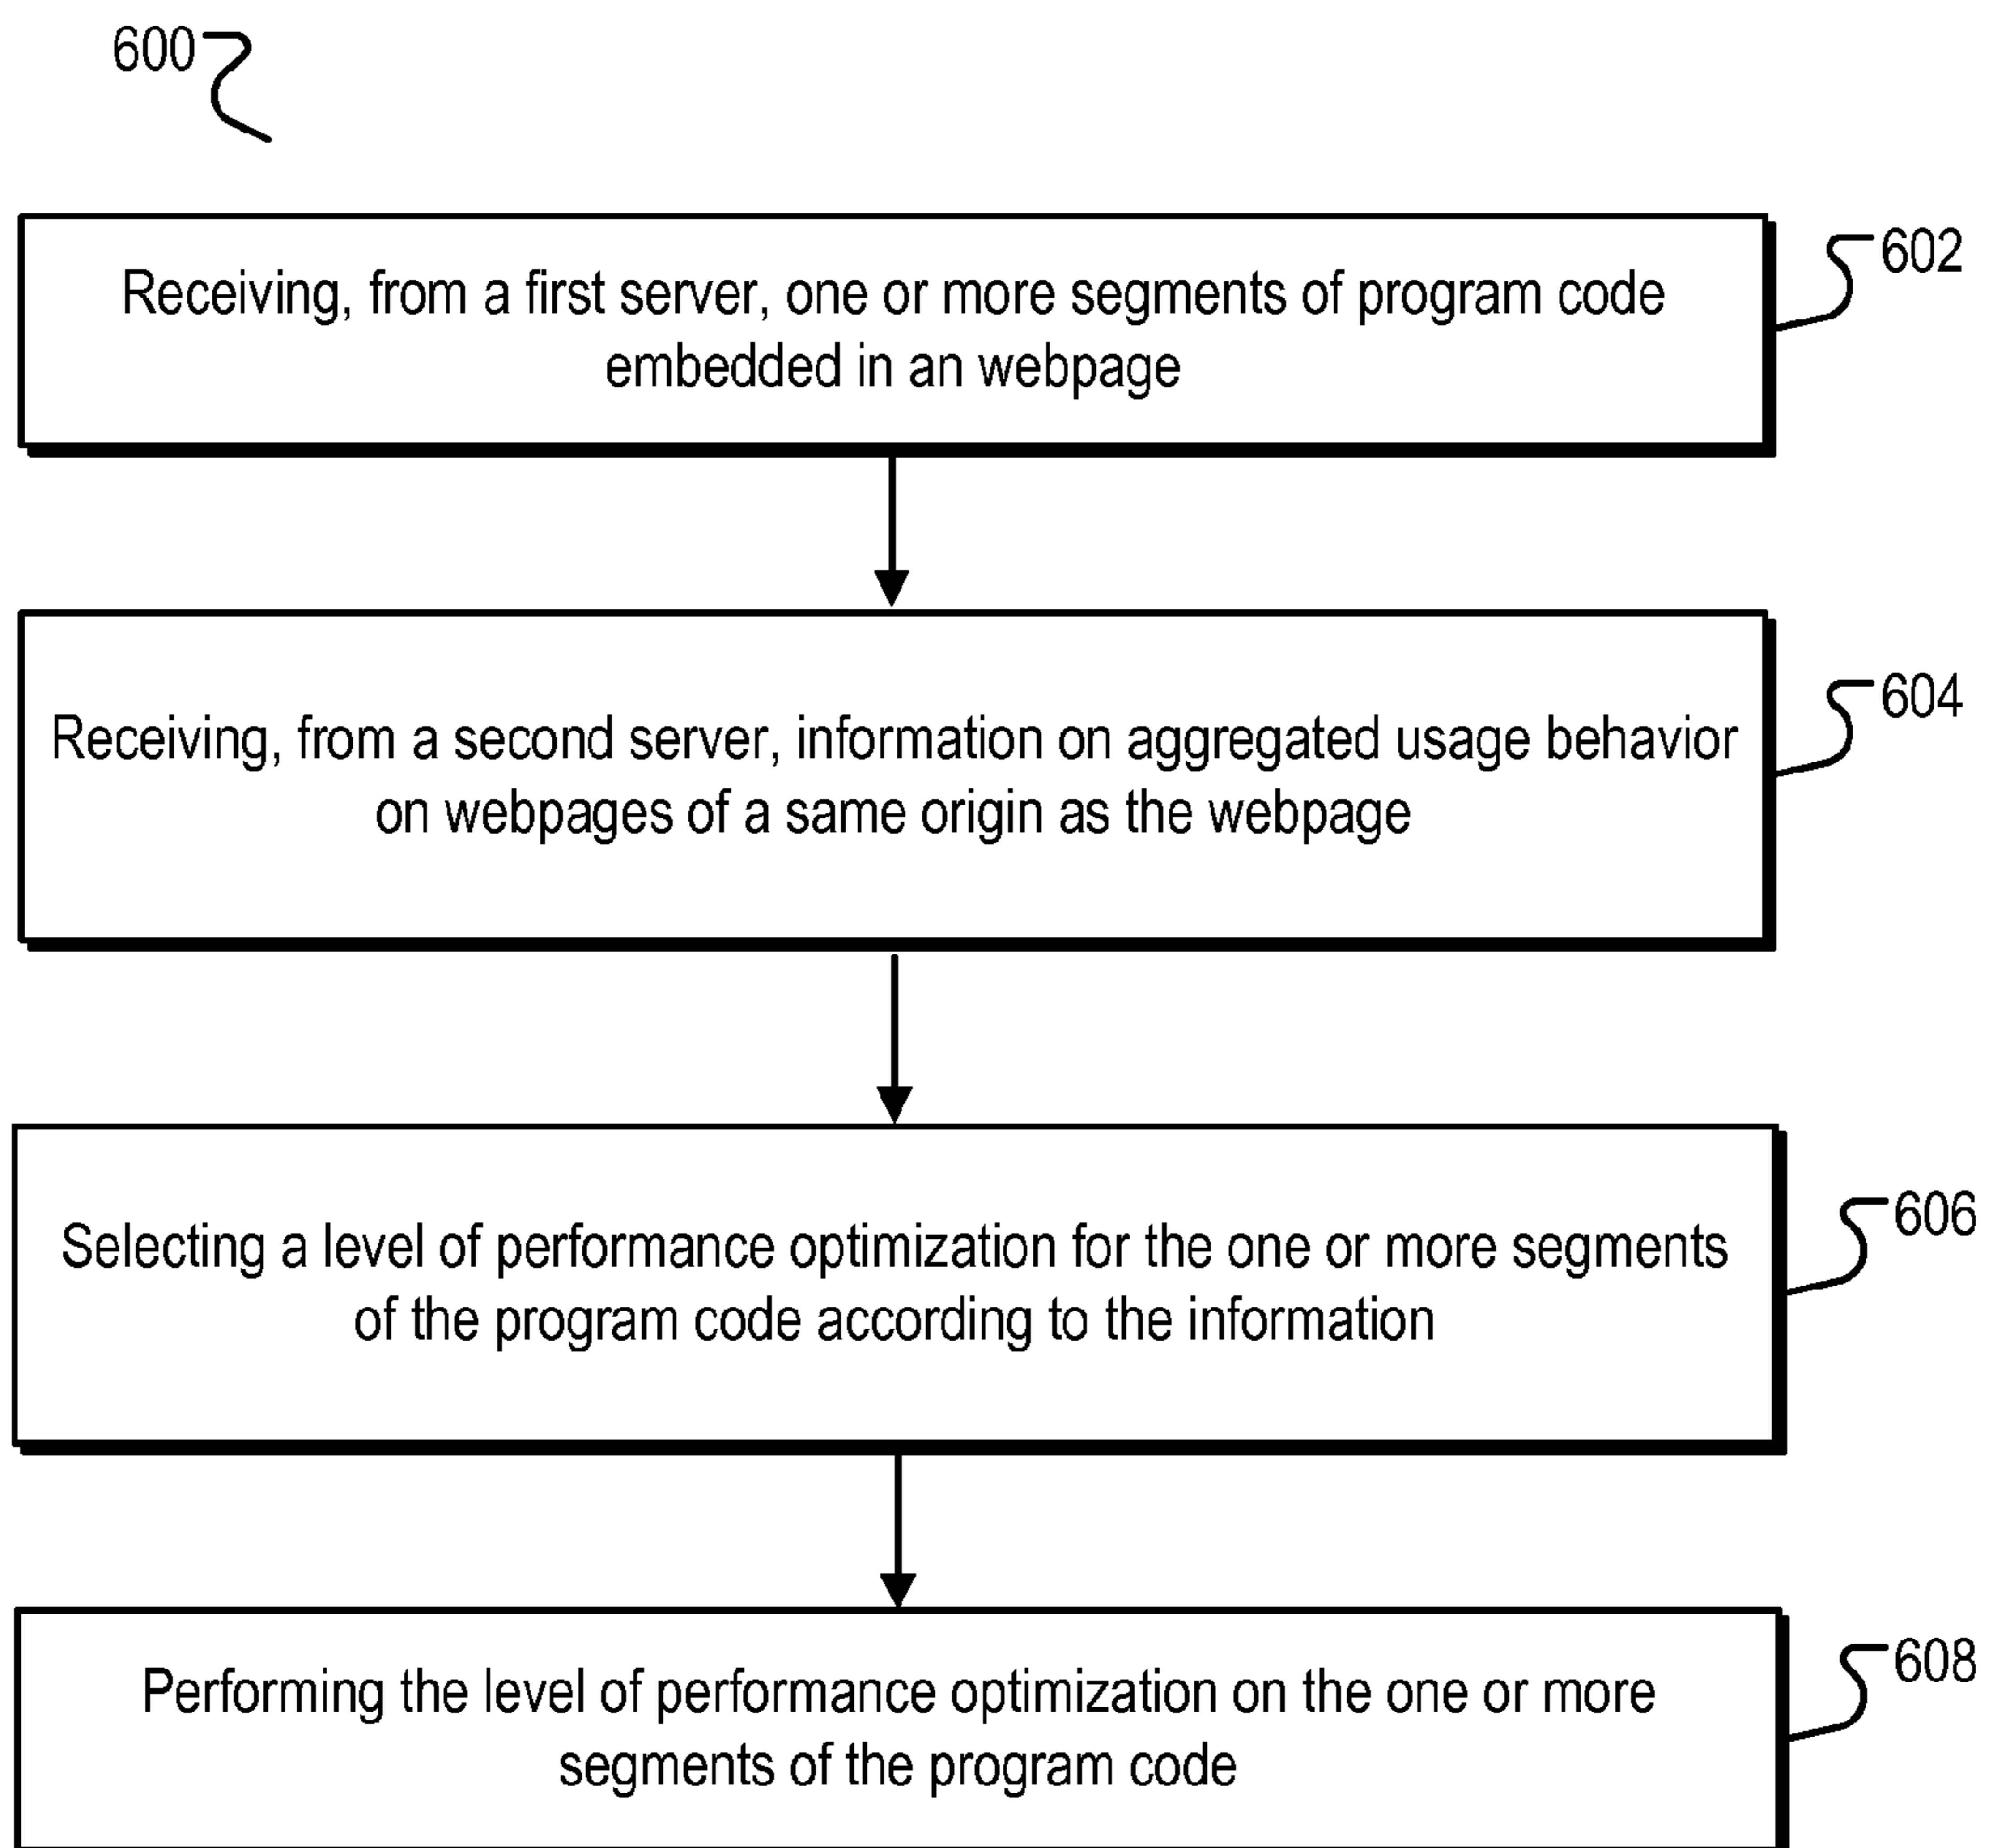 600
Receiving, from a first server, one or more segments of program code
embedded in an webpage
602
Receiving, from a second server, information on aggregated usage behavior
on webpages of a same origin as the webpage
604
Selecting a level of performance optimization for the one or more segments
of the program code according to the information
606
Performing the level of performance optimization on the one or more
segments of the program code
608